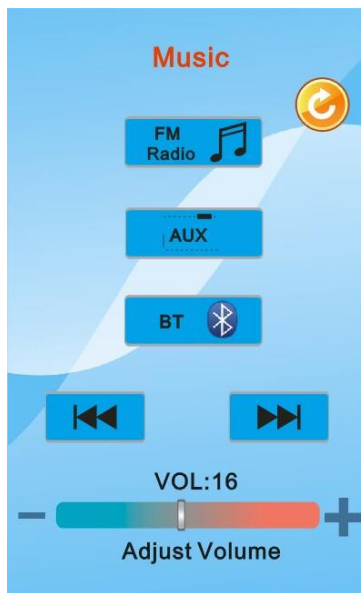 Music
FM
Radio
AUX
BT
VOL:16
Adjust Volume